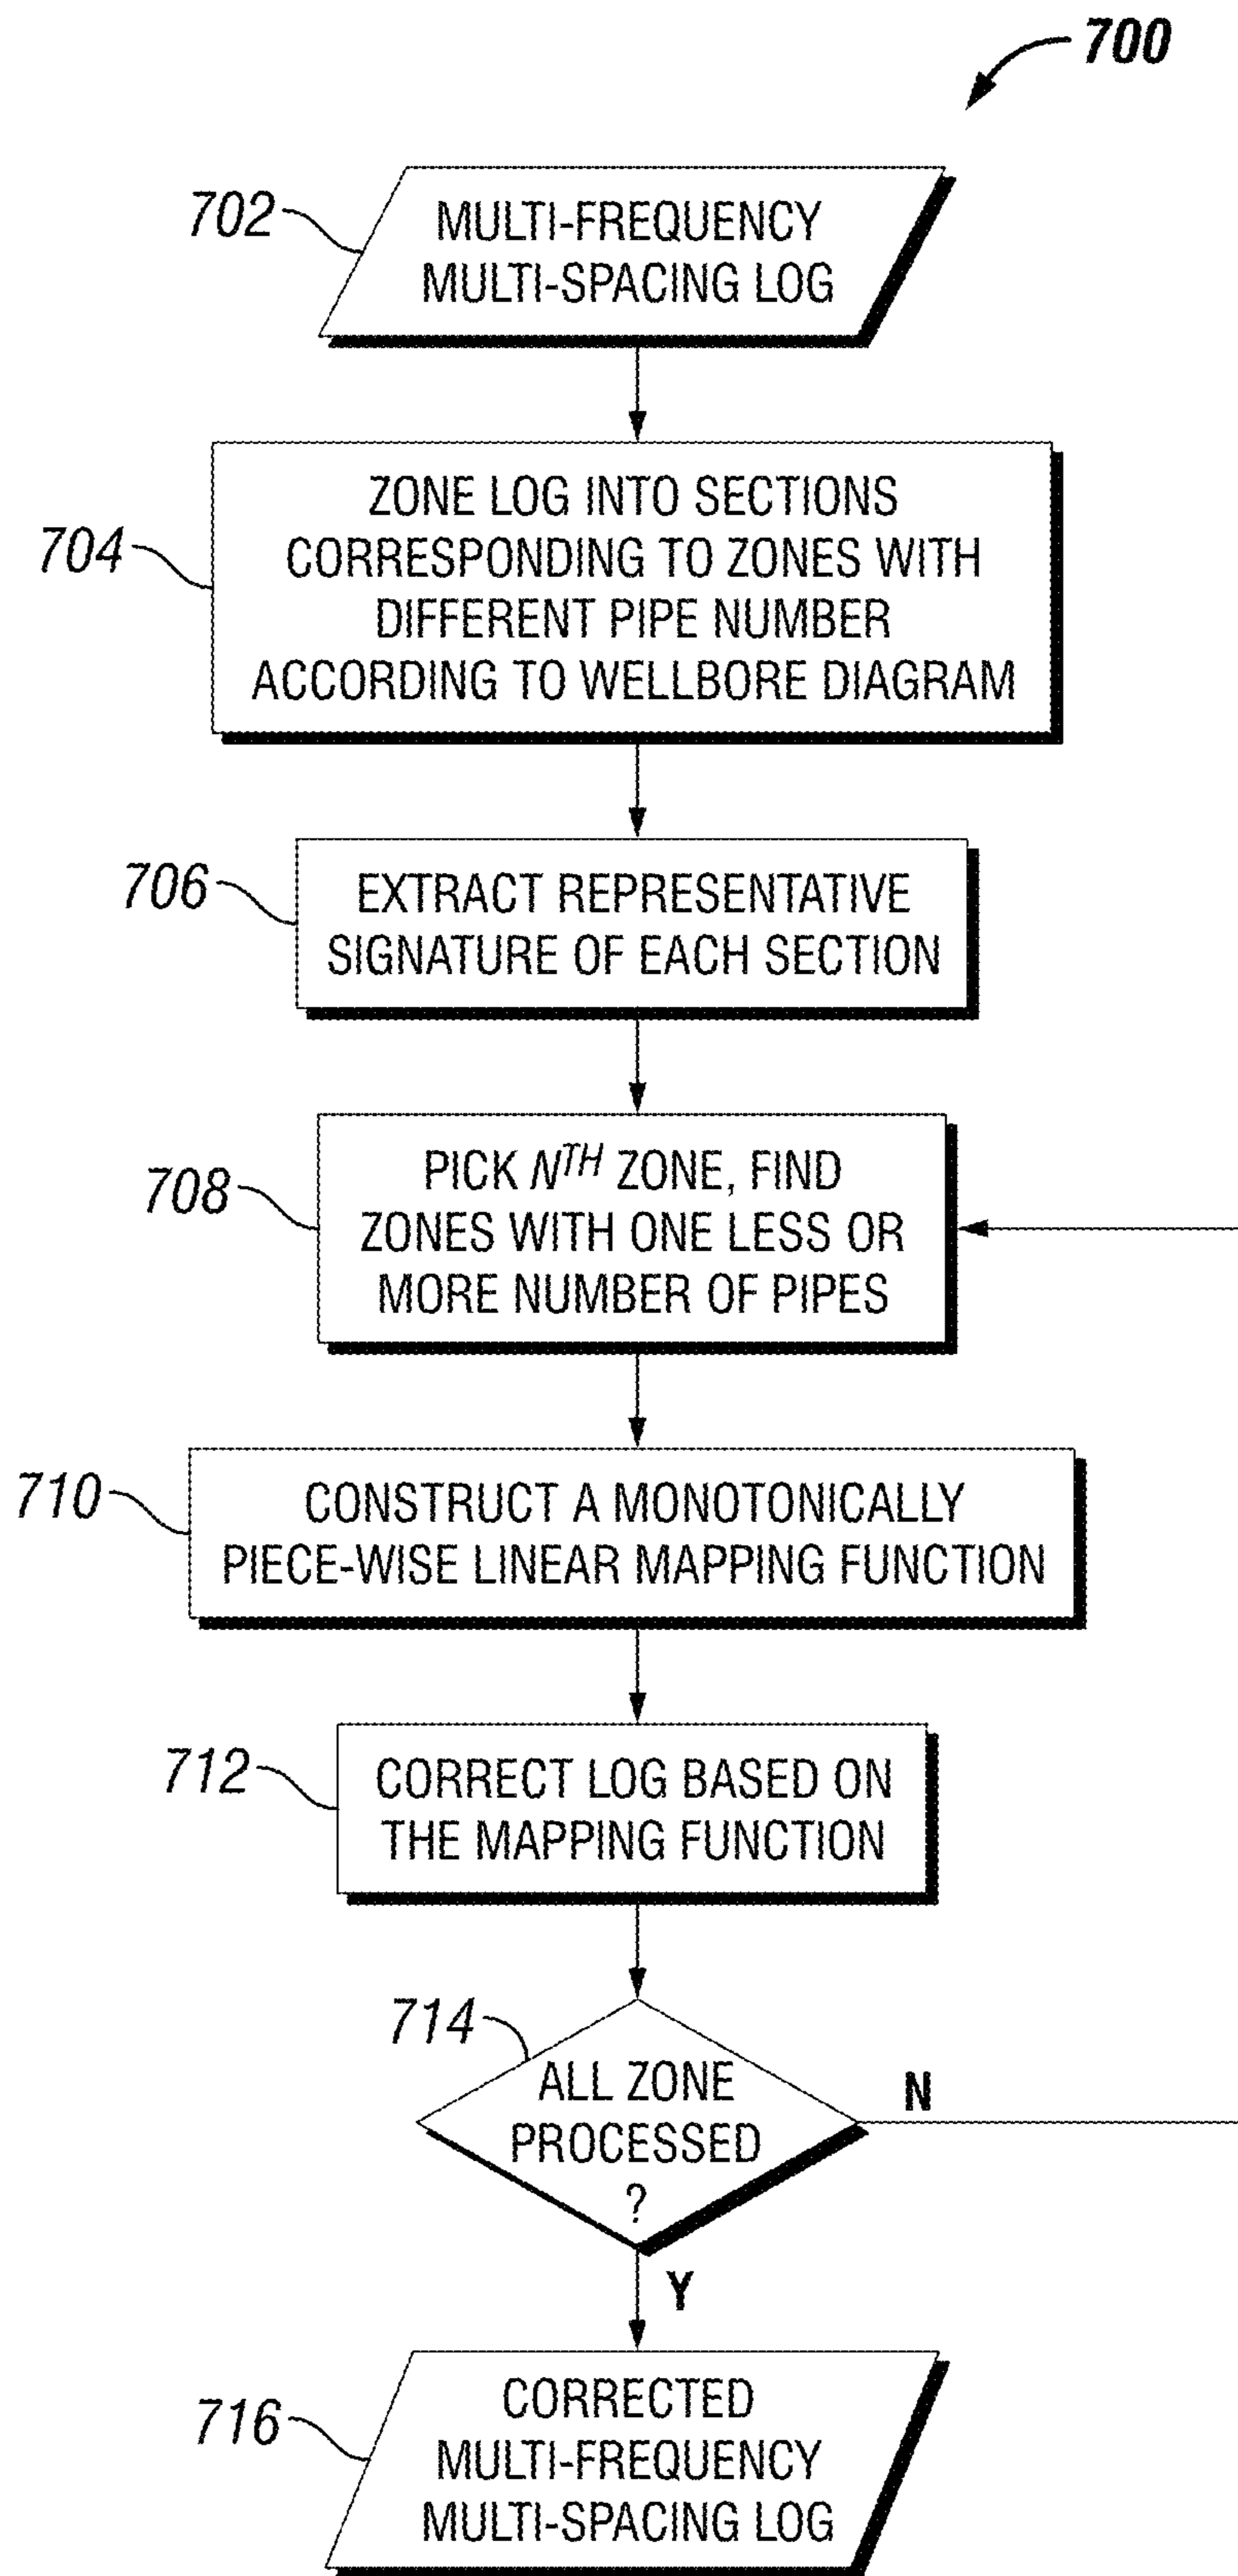 700
702
MULTI-FREQUENCY
MULTI-SPACING LOG
704
ZONE LOG INTO SECTIONS
CORRESPONDING TO ZONES WITH
DIFFERENT PIPE NUMBER
ACCORDING TO WELLBORE DIAGRAM
706
EXTRACT REPRESENTATIVE
SIGNATURE OF EACH SECTION
708
PICK NTH ZONE, FIND
ZONES WITH ONE LESS OR
MORE NUMBER OF PIPES
710
CONSTRUCT A MONOTONICALLY
PIECE-WISE LINEAR MAPPING FUNCTION
712
CORRECT LOG BASED ON
THE MAPPING FUNCTION
714
ALL ZONE
PROCESSED
?
N
Y
716
CORRECTED
MULTI-FREQUENCY
MULTI-SPACING LOG